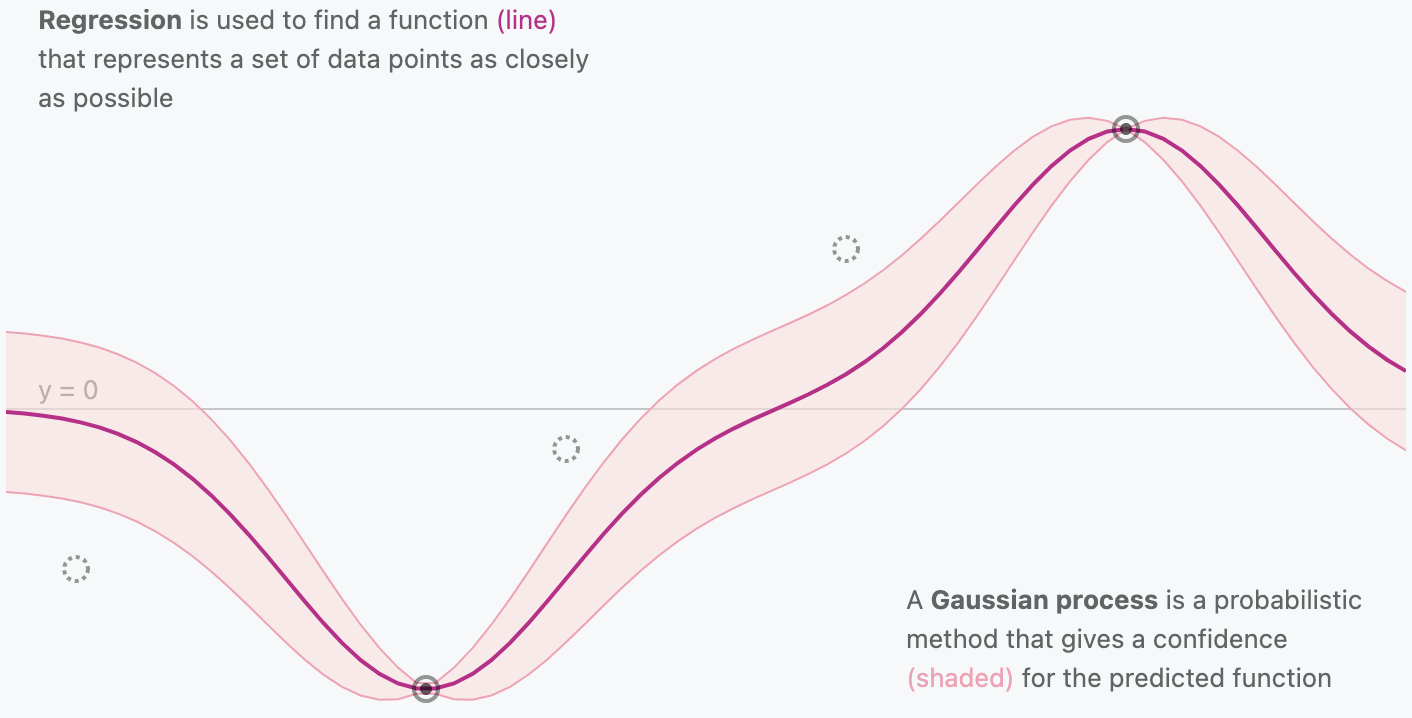 Regression is used to find a function (line)
that represents a set of data points as closely
as possible
y = 0
A Gaussian process is a probabilistic
method that gives a confidence
(shaded) for the predicted function